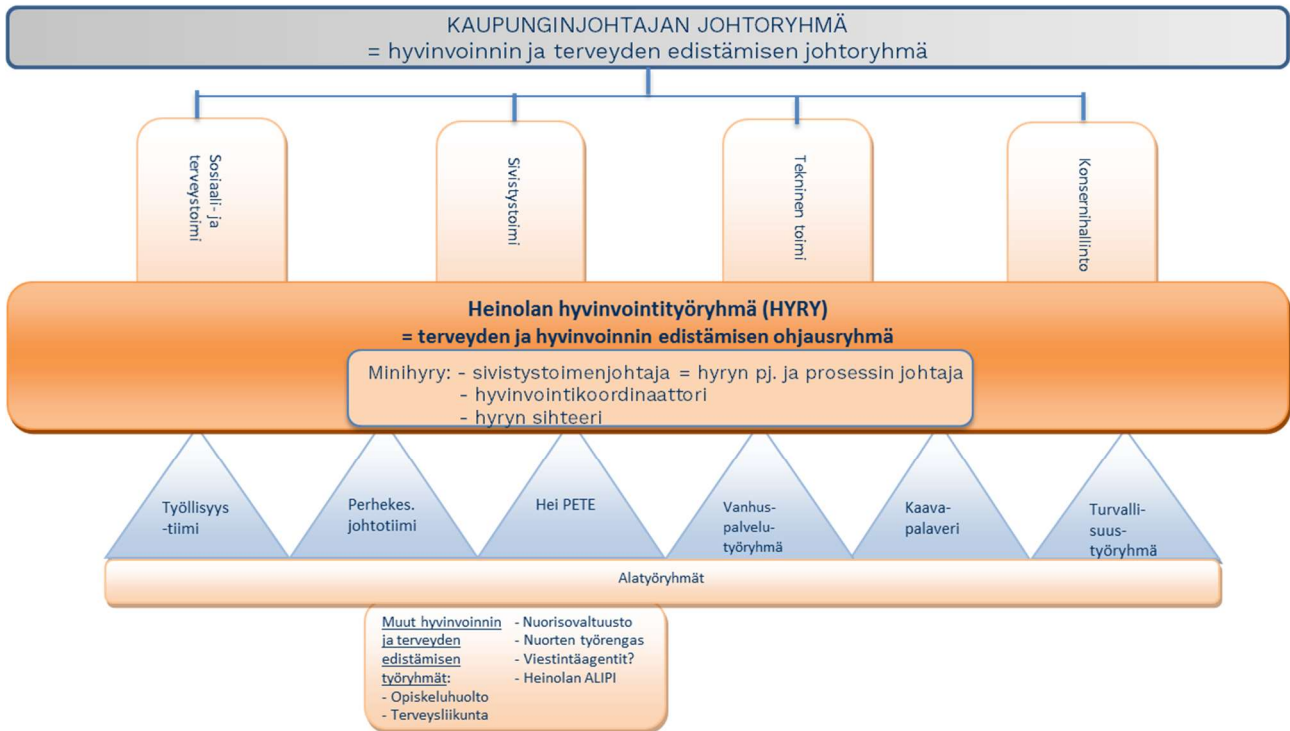 KAUPUNGINJOHTAJAN JOHTORYHMÄ
= hyvinvoinnin ja terveyden edistämisen johtoryhmä
Sosiaali- ja
terveystoimi
Sivistystoimi
Tekninen toimi
Konsernihallinto
Heinolan hyvinvointityöryhmä (HYRY)
= terveyden ja hyvinvoinnin edistämisen ohjausryhmä
Minihyry: - sivistystoimenjohtaja = hyryn pj. ja prosessin johtaja
- hyvinvointikoordinaattori
- hyryn sihteeri
Työllisyys
-tiimi
Perhekes.
johtotiimi
Hei PETE
Vanhus-
palvelu-
työryhmä
Kaava-
palaveri
Turvalli-
suus-
työryhmä
Alatyöryhmät
Muut hyvinvoinnin
ja terveyden
edistämisen
työryhmät:
- Opiskeluhuolto
- Terveysliikunta
- Nuorisovaltuusto
- Nuorten työrengas
- Viestintäagentit?
- Heinolan ALIPI